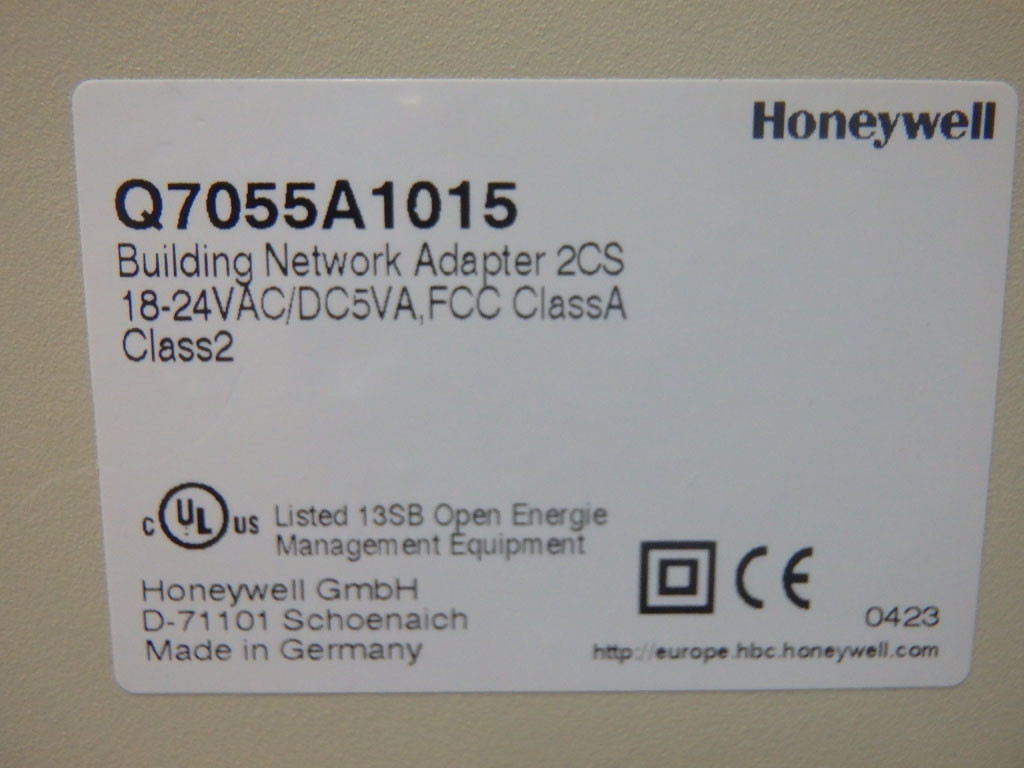 Honeywell
Q7055A1015
Building Network Adapter 2CS
18-24VAC/DC5VA,FCC ClassA
Class2
C UL US Listed 13SB Open Energie
Management Equipment
Honeywell GmbH
D-71101 Schoenaich
Made in Germany
CE
0423
http://europe.hbc.honeywell.com